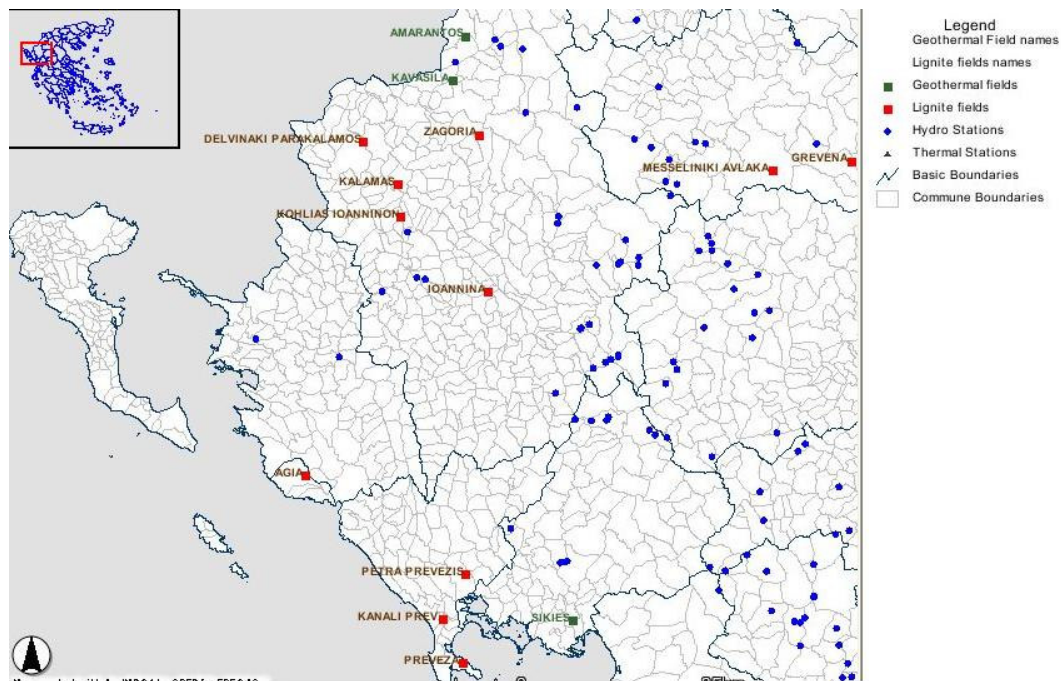 AMARANTOS
KAVASILA
ZAGORIA
DELVINAKI PARAKALAMOS
GREVENA
MESSELINIKI AVLAKA
KALAMAS
KOHLIAS IOANNINON
IOANNINA
AGIA
PETRA PREVEZIS
KANALI PREV
SIKIES
PREVEZA
Legend
Geothermal Field names
Lignite fields names
Geothermal fields
Lignite fields
Hydro Stations
Thermal Stations
Basic Boundaries
Commune Boundaries